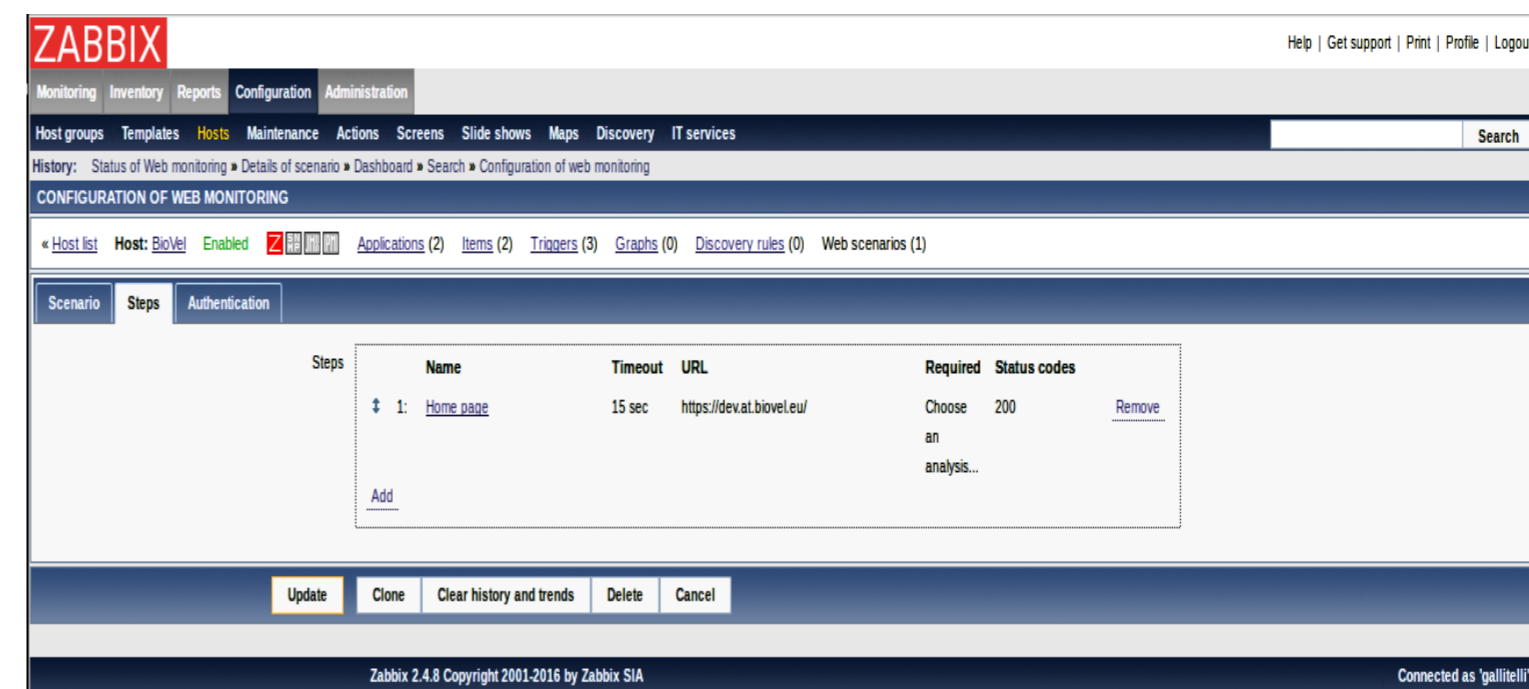 ZABBIX
Help | Get support | Print | Profile | Logou
Monitoring Inventory Reports Configuration Administration
Host groups Templates Hosts Maintenance Actions Screens Slide shows Maps Discovery IT services Search
History: Status of Web monitoring » Details of scenario » Dashboard » Search » Configuration of web monitoring
CONFIGURATION OF WEB MONITORING
« Host list Host: BioVel Enabled Z Applications (2) Items (2) Triggers (3) Graphs (0) Discovery rules (0) Web scenarios (1)
Scenario Steps Authentication
Steps Name Timeout URL Required Status codes
1: Home page 15 sec https://dev.at.biovel.eu/ Choose 200 Remove
an
analysis...
Add
Update Clone Clear history and trends Delete Cancel
Zabbix 2.4.8 Copyright 2001-2016 by Zabbix SIA Connected as 'gallitelli'